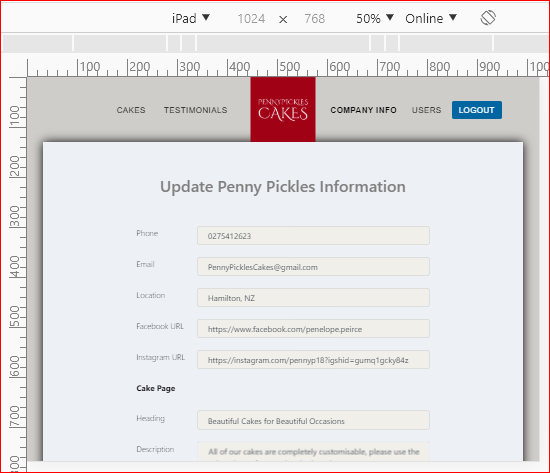 iPad ▼ 1024 × 768 50% ▼ Online ▼
0 100 200 300 400 500 600 700 800 900 100
100
200
300
400
500
600
700
800
CAKES TESTIMONIALS PENNYPICKLES CAKES COMPANY INFO USERS LOGOUT
Update Penny Pickles Information
Phone 0275412623
Email PennyPicklesCakes@gmail.com
Location Hamilton, NZ
Facebook URL https://www.facebook.com/penelope.peirce
Instagram URL https://instagram.com/pennyp18?igshid=gumq1gcky84z
Cake Page
Heading Beautiful Cakes for Beautiful Occasions
Description All of our cakes are completely customisable, please use the